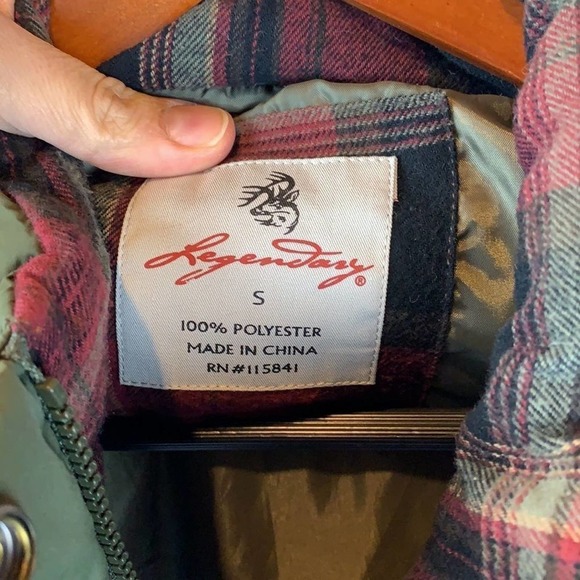 Legendary®
S
100% POLYESTER
MADE IN CHINA
RN#115841